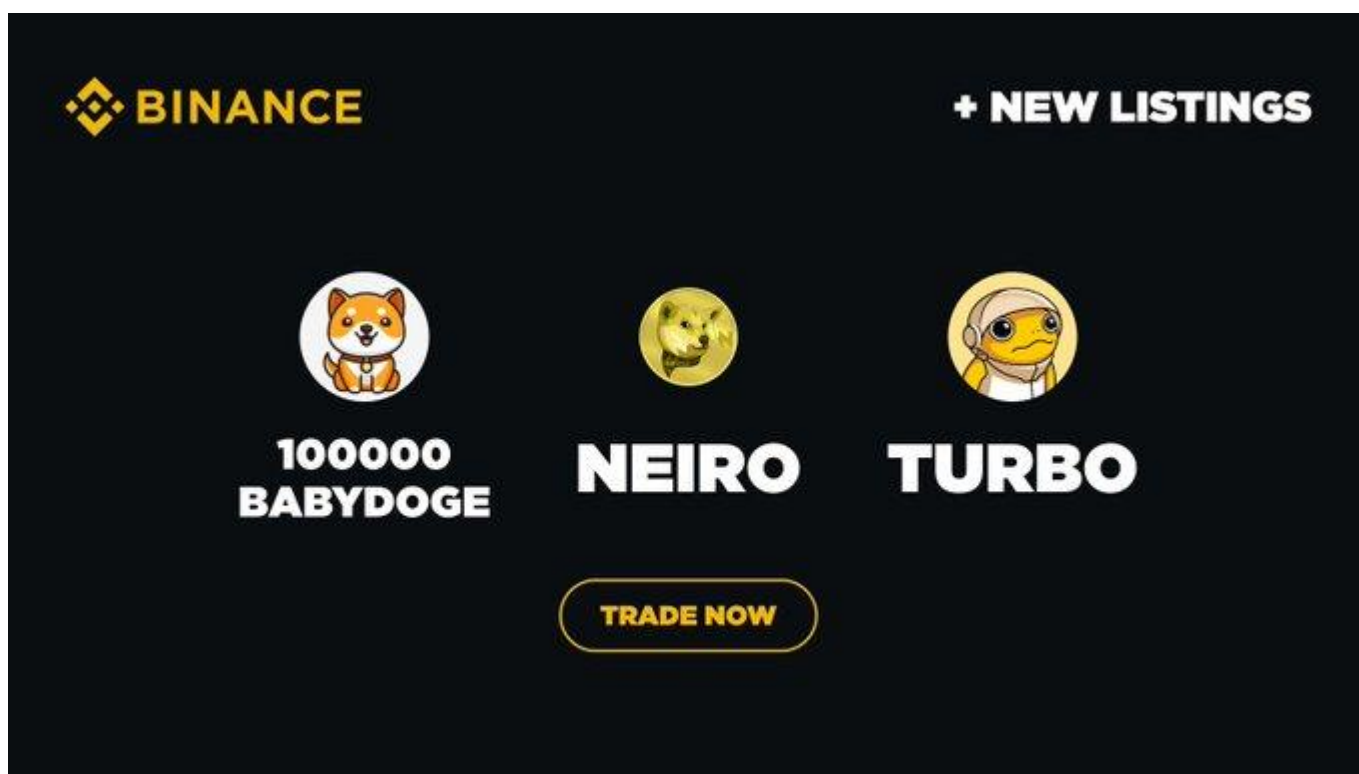 BINANCE
+ NEW LISTINGS
100000
BABYDOGE
NEIRO
TURBO
TRADE NOW